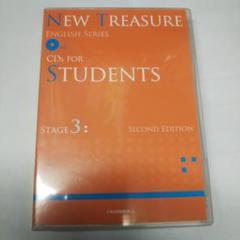 NEW TREASURE
ENGLISH SERIES
CDS FOR
STUDENTS
STAGE 3:
SECOND EDITION